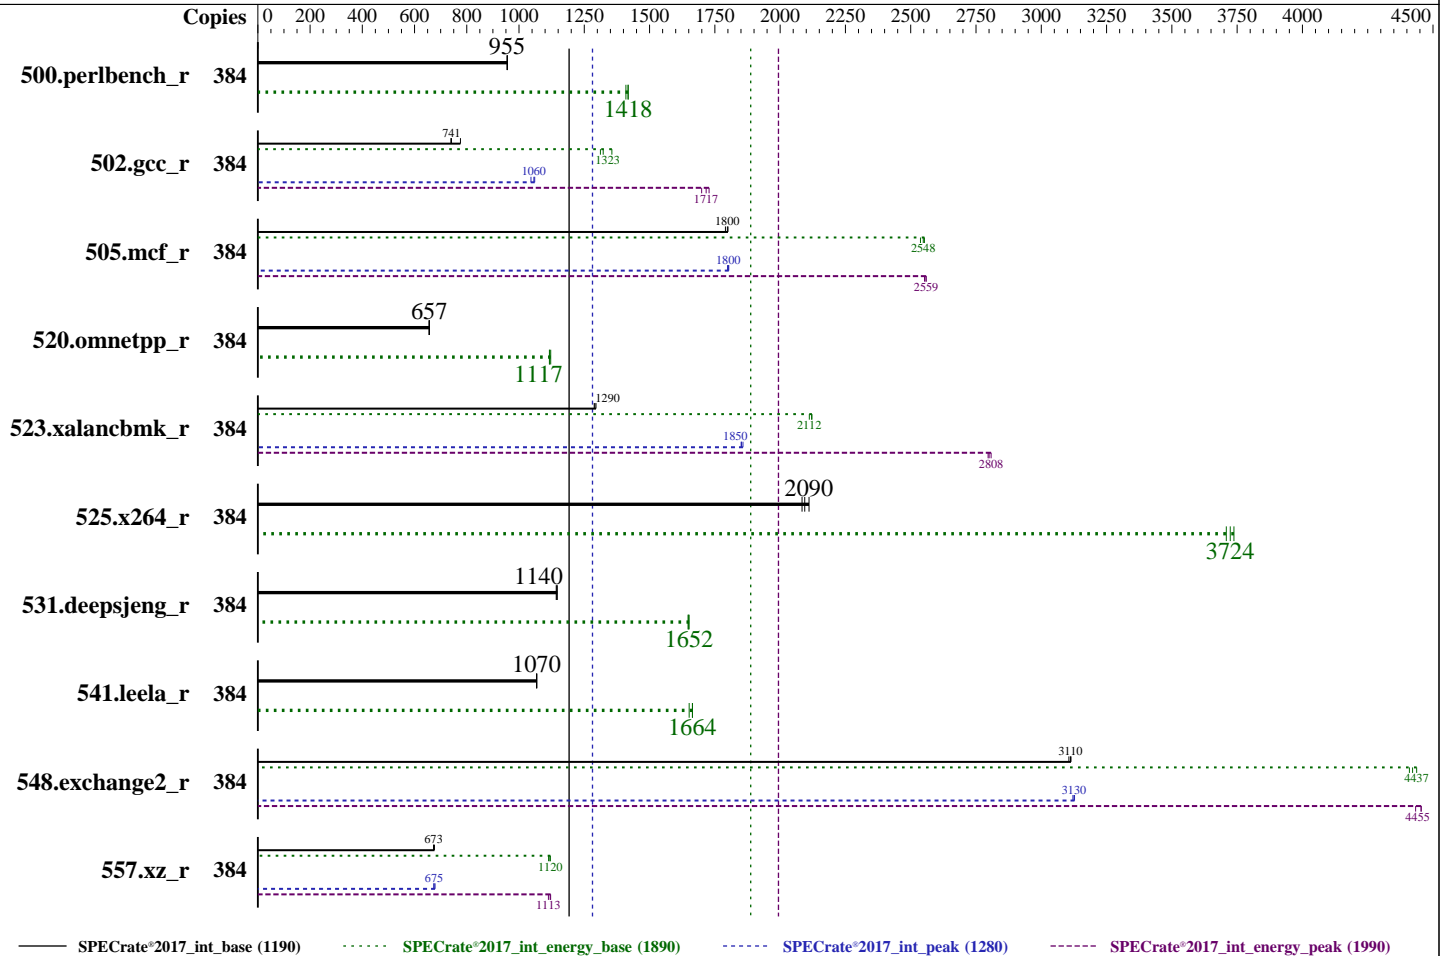 Copies 0 200 400 600 800 1000 1250 1500 1750 2000 2250 2500 2750 3000 3250 3500 3750 4000 4500
955
500.perlbench_r 384
1418
741
1323
502.gcc_r 384
1060
1717
1800
2548
505.mcf_r 384
1800
2559
657
520.omnetpp_r 384
1117
1290
2112
523.xalancbmk_r 384
1850
2808
2090
525.x264_r 384
3724
1140
531.deepsjeng_r 384
1652
1070
541.leela_r 384
1664
3110
4437
548.exchange2_r 384
3130
4455
673
1120
557.xz_r 384
675
1113
SPECrate®2017_int_base (1190) SPECrate®2017_int_energy_base (1890) SPECrate®2017_int_peak (1280) SPECrate®2017_int_energy_peak (1990)